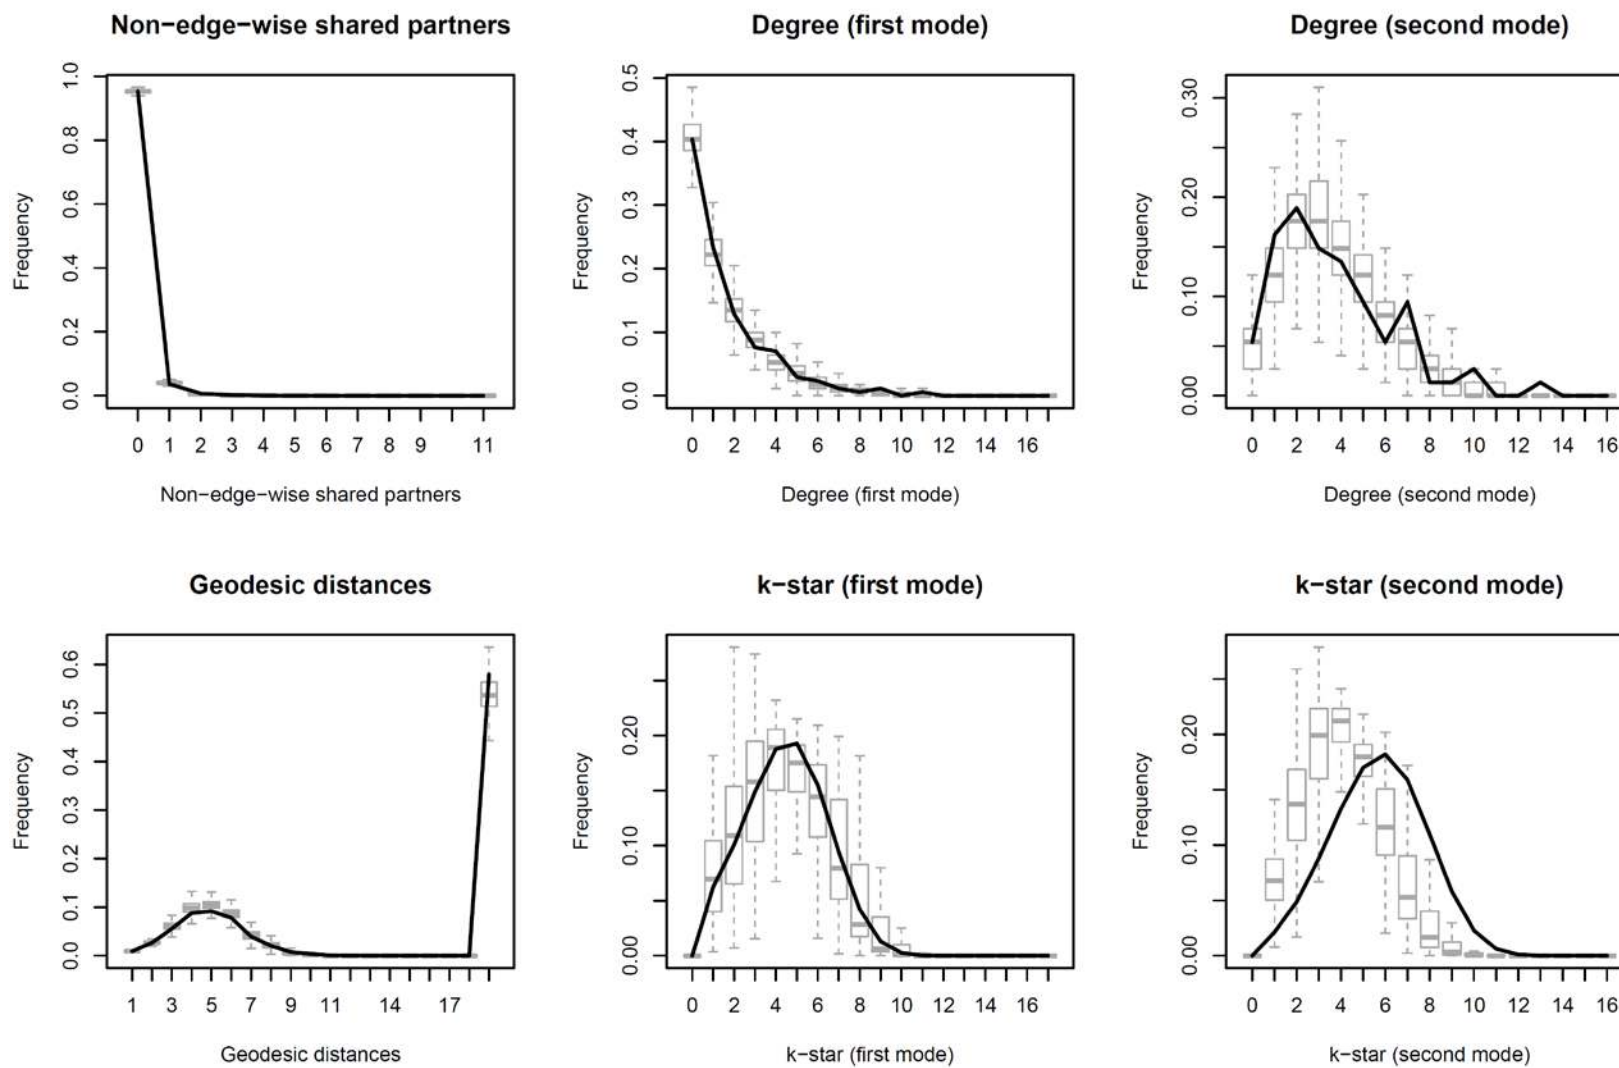 Non−edge−wise shared partners
Frequency
0.0 0.2 0.4 0.6 0.8 1.0
0 1 2 3 4 5 6 7 8 9 11
Non−edge−wise shared partners
Degree (first mode)
Frequency
0.0 0.1 0.2 0.3 0.4 0.5
0 2 4 6 8 10 12 14 16
Degree (first mode)
Degree (second mode)
Frequency
0.00 0.10 0.20 0.30
0 2 4 6 8 10 12 14 16
Degree (second mode)
Geodesic distances
Frequency
0.0 0.1 0.2 0.3 0.4 0.5 0.6
1 3 5 7 9 11 14 17
Geodesic distances
k−star (first mode)
Frequency
0.00 0.10 0.20
0 2 4 6 8 10 12 14 16
k−star (first mode)
k−star (second mode)
Frequency
0.00 0.10 0.20
0 2 4 6 8 10 12 14 16
k−star (second mode)